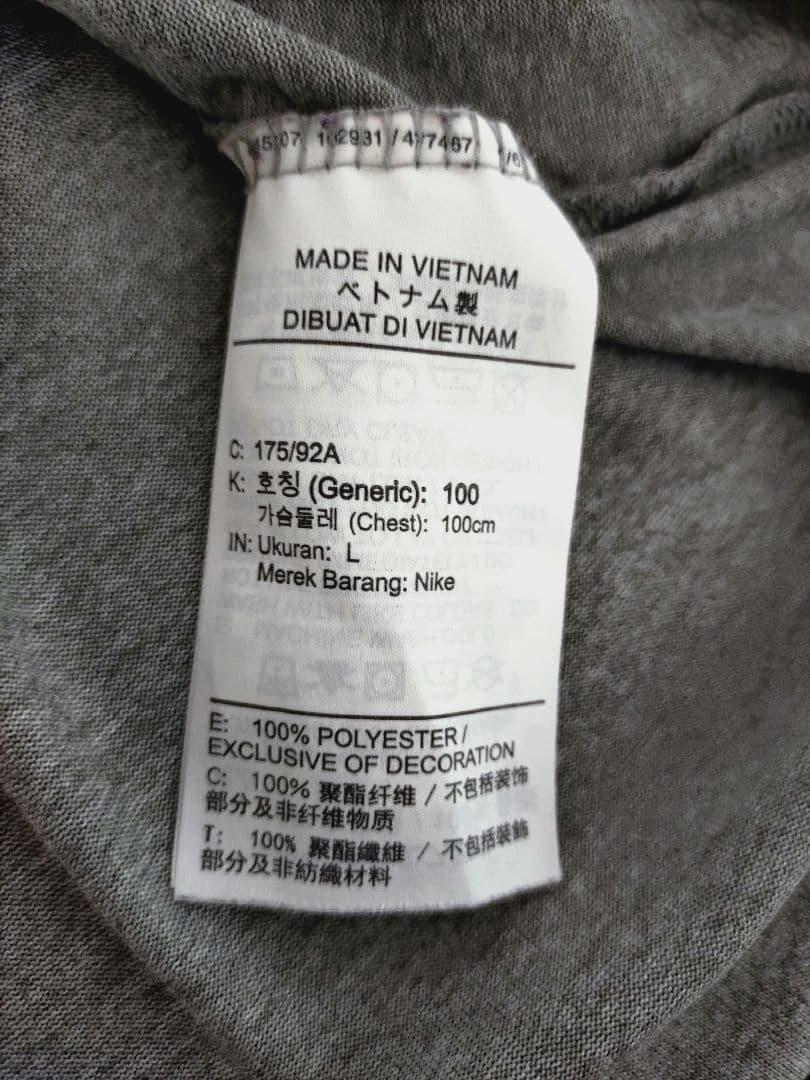 102931 / 477467
MADE IN VIETNAM
ベトナム製
DIBUAT DI VIETNAM
C: 175/92A
K: 호칭 (Generic): 100
가슴둘레 (Chest): 100cm
IN: Ukuran: L
Merek Barang: Nike
E: 100% POLYESTER/
EXCLUSIVE OF DECORATION
C: 100% 聚酯纤维 / 不包括装饰
部分及非纤维物质
T: 100% 聚酯纖維 / 不包括裝飾
部分及非紡織材料